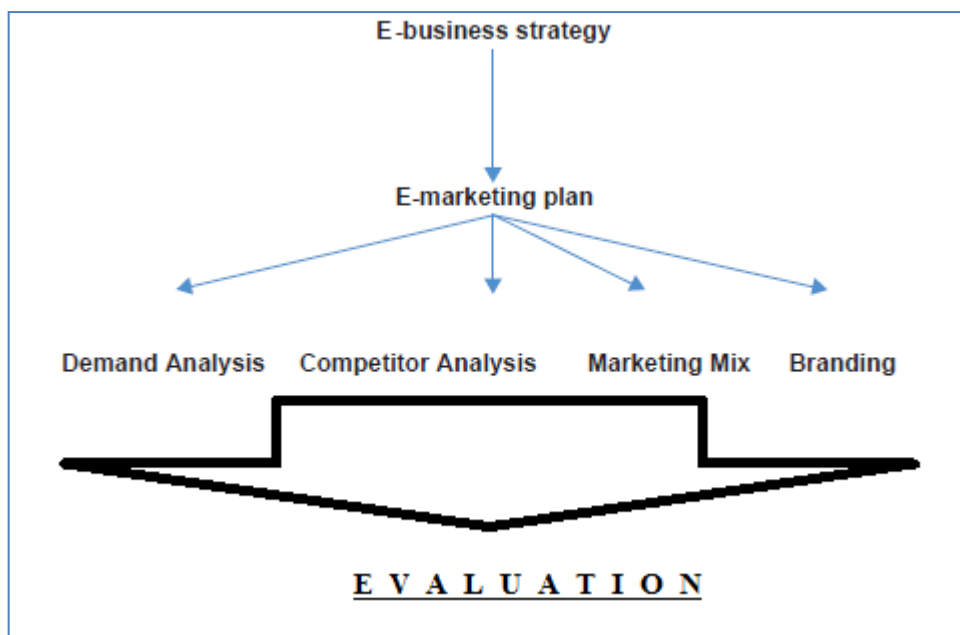 E-business strategy
E-marketing plan
Demand Analysis Competitor Analysis Marketing Mix Branding
E V A L U A T I O N